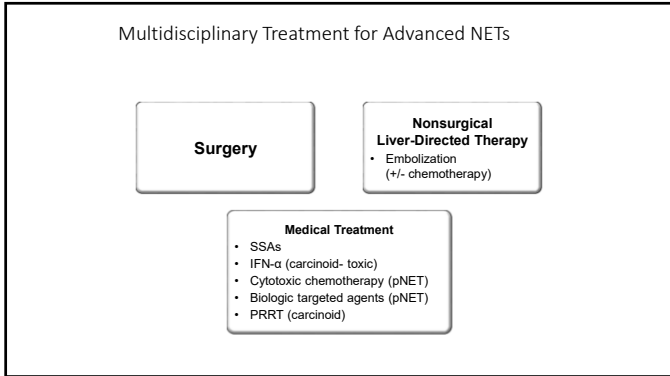 Multidisciplinary Treatment for Advanced NETs
Surgery
Nonsurgical
Liver-Directed Therapy
• Embolization
(+/- chemotherapy)
Medical Treatment
• SSAs
• IFN-α (carcinoid- toxic)
• Cytotoxic chemotherapy (pNET)
• Biologic targeted agents (pNET)
• PRRT (carcinoid)